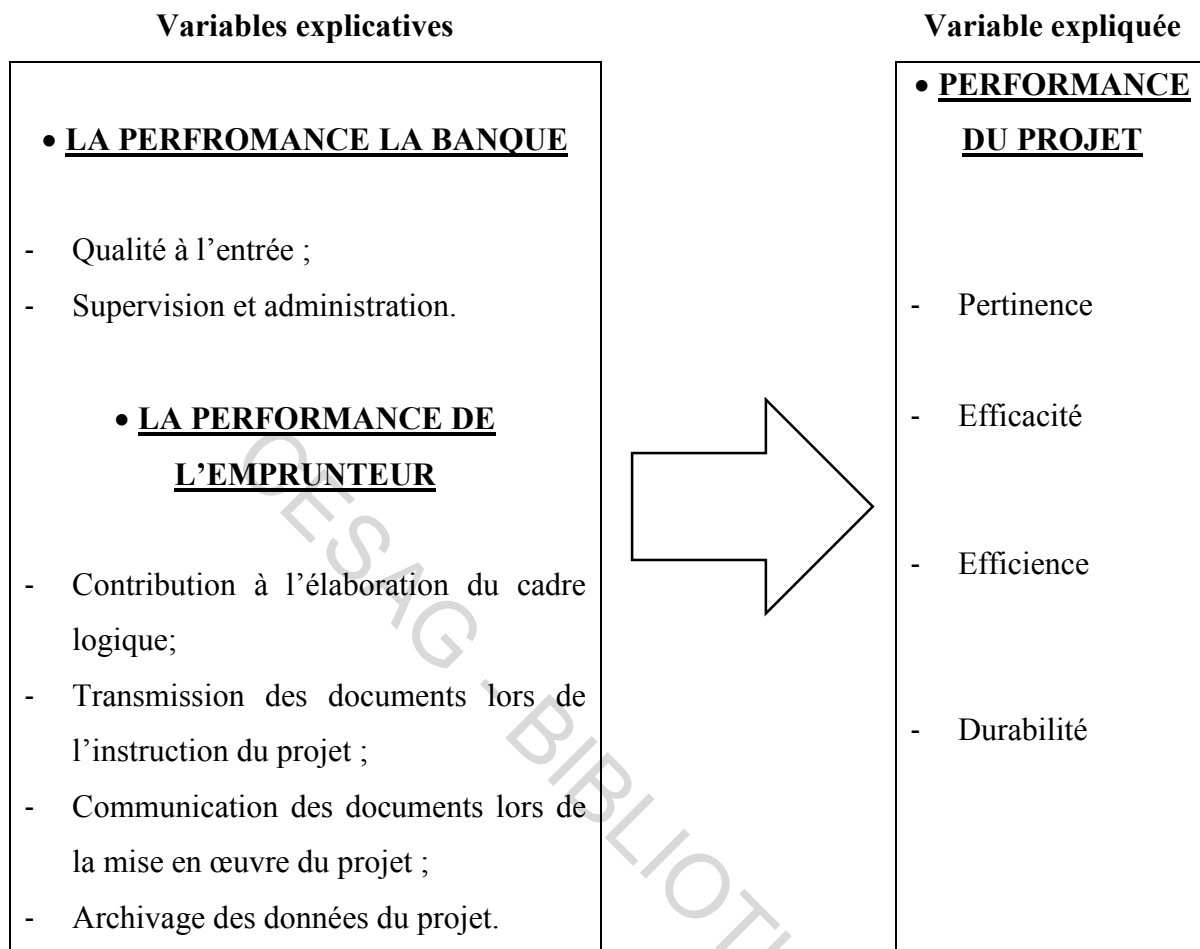 Variables explicatives
Variable expliquée
• LA PERFROMANCE LA BANQUE
- Qualité à l’entrée ;
- Supervision et administration.
• LA PERFORMANCE DE
L’EMPRUNTEUR
- Contribution à l’élaboration du cadre
logique;
- Transmission des documents lors de
l’instruction du projet ;
- Communication des documents lors de
la mise en œuvre du projet ;
- Archivage des données du projet.
• PERFORMANCE
DU PROJET
- Pertinence
- Efficacité
- Efficience
- Durabilité
CESAG - BIBLIOT